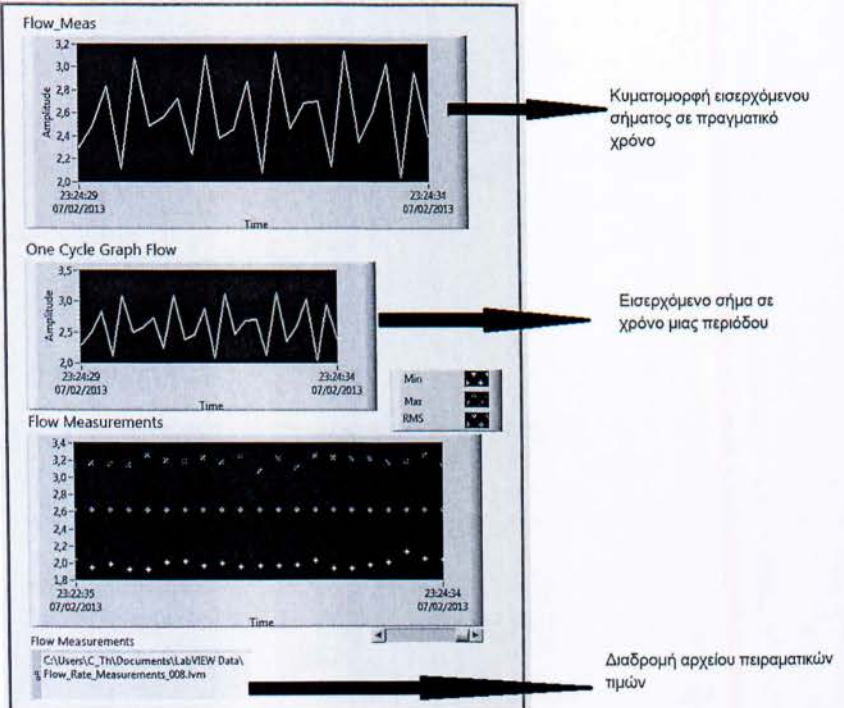 Flow_Meas
3,2
3,0
2,8
2,6
2,4
2,2
2,0
Amplitude
23:24:29
07/02/2013
23:24:34
07/02/2013
Time
Κυματομορφή εισερχόμενου
σήματος σε πραγματικό
χρόνο
One Cycle Graph Flow
3,5
3,0
2,5
2,0
Amplitude
23:24:29
07/02/2013
23:24:34
07/02/2013
Time
Εισερχόμενο σήμα σε
χρόνο μιας περιόδου
Min
Max
RMS
Flow Measurements
3,4
3,2
3,0
2,8
2,6
2,4
2,2
2,0
1,8
23:22:35
07/02/2013
23:24:34
07/02/2013
Time
Flow Measurements
C:\Users\C_Th\Documents\LabVIEW Data\
Flow_Rate_Measurements_008.lvm
Διαδρομή αρχείου πειραματικών
τιμών